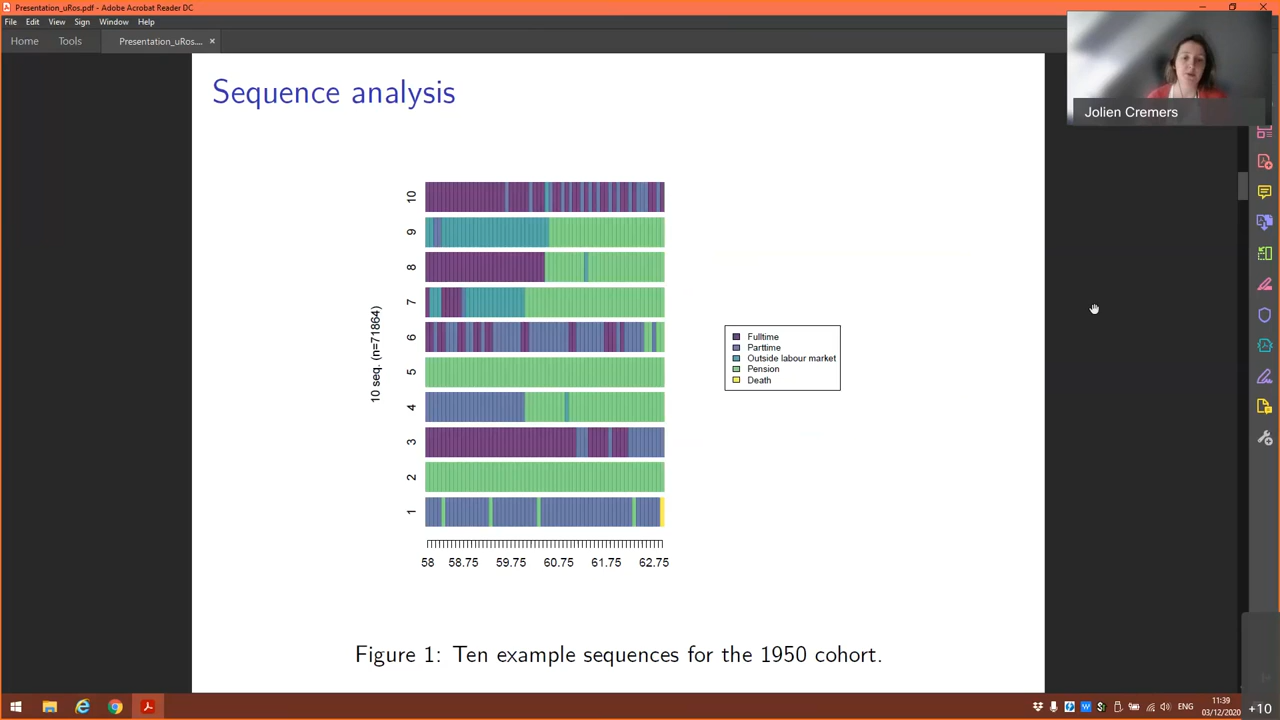 Presentation_uRos.pdf - Adobe Acrobat Reader DC
File Edit View Sign Window Help
Home Tools Presentation_uRos.... ×
Jolien Cremers
Sequence analysis
10 seq. (n=71864)
10
9
8
7
6
5
4
3
2
1
58 58.75 59.75 60.75 61.75 62.75
Fulltime
Parttime
Outside labour market
Pension
Death
Figure 1: Ten example sequences for the 1950 cohort.
ENG
11:39
03/12/2020
+10